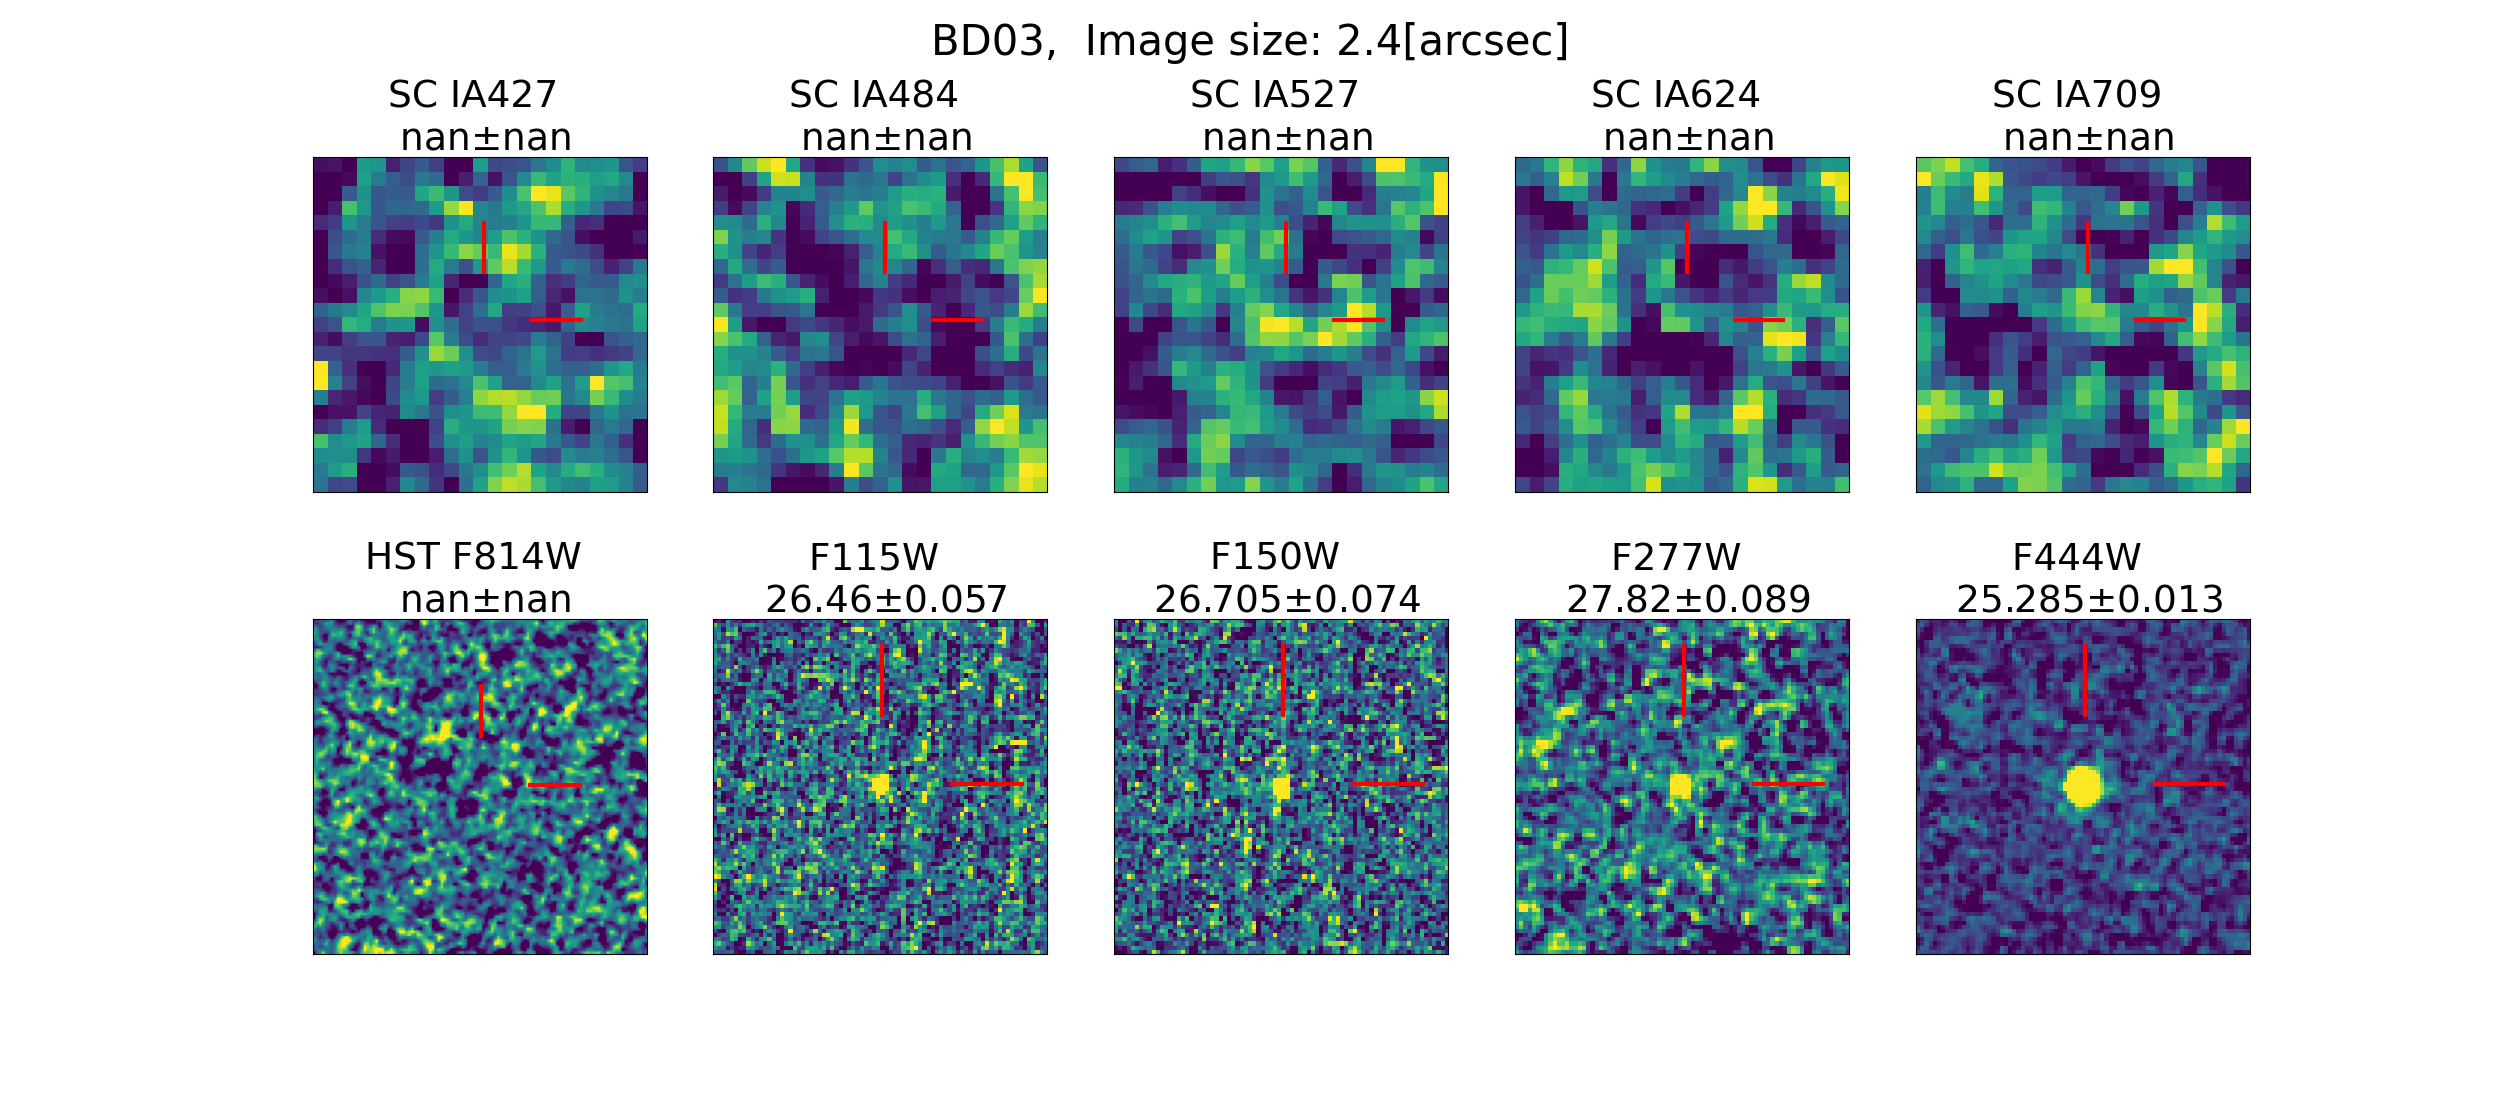 BD03,  Image size: 2.4[arcsec]
SC IA427
nan±nan
SC IA484
nan±nan
SC IA527
nan±nan
SC IA624
nan±nan
SC IA709
nan±nan
HST F814W
nan±nan
F115W
26.46±0.057
F150W
26.705±0.074
F277W
27.82±0.089
F444W
25.285±0.013